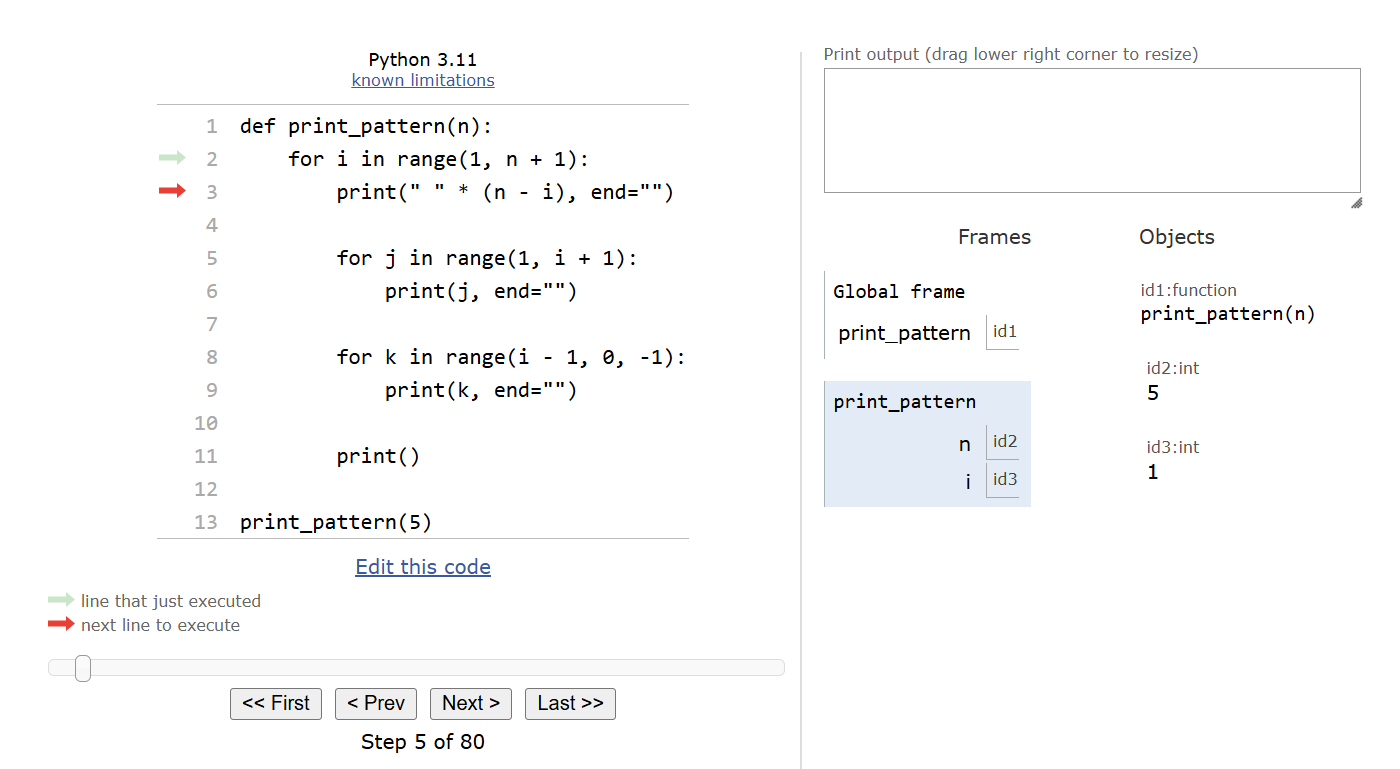 Python 3.11
known limitations
1 def print_pattern(n):
2     for i in range(1, n + 1):
3         print(" " * (n - i), end="")
4
5         for j in range(1, i + 1):
6             print(j, end="")
7
8         for k in range(i - 1, 0, -1):
9             print(k, end="")
10
11         print()
12
13 print_pattern(5)
Edit this code
line that just executed
next line to execute
<< First < Prev Next > Last >>
Step 5 of 80
Print output (drag lower right corner to resize)
Frames Objects
Global frame
print_pattern id1
print_pattern
n id2
i id3
id1:function
print_pattern(n)
id2:int
5
id3:int
1